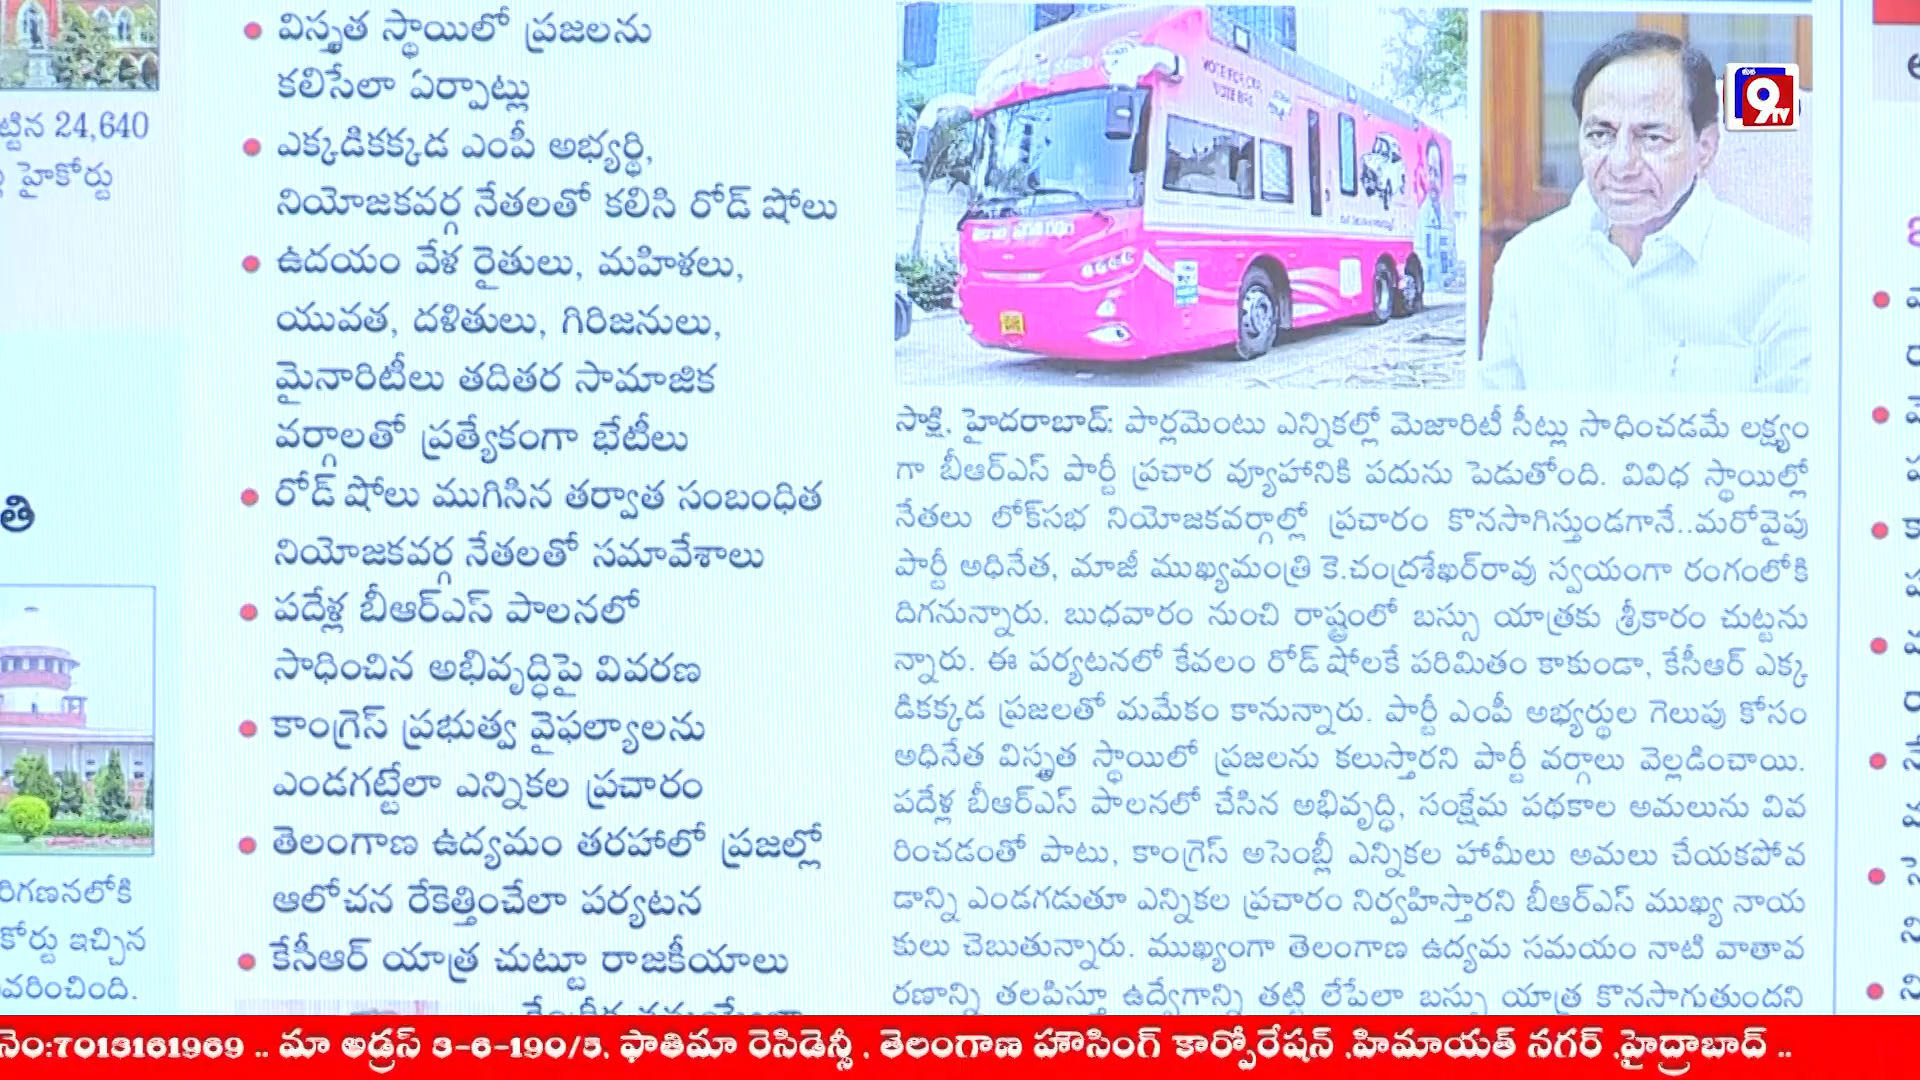 ట్టిన 24,640
హైకోర్టు
తి
రిగణనలోకి
కోర్టు ఇచ్చిన
వరించింది.
విస్తృత స్థాయిలో ప్రజలను
కలిసేలా ఏర్పాట్లు
ఎక్కడికక్కడ ఎంపీ అభ్యర్థి,
నియోజకవర్గ నేతలతో కలిసి రోడ్ షోలు
ఉదయం వేళ రైతులు, మహిళలు,
యువత, దళితులు, గిరిజనులు,
మైనారిటీలు తదితర సామాజిక
వర్గాలతో ప్రత్యేకంగా భేటీలు
రోడ్ షోలు ముగిసిన తర్వాత సంబంధిత
నియోజకవర్గ నేతలతో సమావేశాలు
పదేళ్ల బీఆర్ఎస్ పాలనలో
సాధించిన అభివృద్ధిపై వివరణ
కాంగ్రెస్ ప్రభుత్వ వైఫల్యాలను
ఎండగట్టేలా ఎన్నికల ప్రచారం
తెలంగాణ ఉద్యమం తరహాలో ప్రజల్లో
ఆలోచన రేకెత్తించేలా పర్యటన
కేసీఆర్ యాత్ర చుట్టూ రాజకీయాలు
VOTE FOR CAR
VOTE BRS
సాక్షి, హైదరాబాద్: పార్లమెంటు ఎన్నికల్లో మెజారిటీ సీట్లు సాధించడమే లక్ష్యం
గా బీఆర్ఎస్ పార్టీ ప్రచార వ్యూహానికి పదును పెడుతోంది. వివిధ స్థాయిల్లో
నేతలు లోక్‌సభ నియోజకవర్గాల్లో ప్రచారం కొనసాగిస్తుండగానే..మరోవైపు
పార్టీ అధినేత, మాజీ ముఖ్యమంత్రి కె.చంద్రశేఖర్‌రావు స్వయంగా రంగంలోకి
దిగనున్నారు. బుధవారం నుంచి రాష్ట్రంలో బస్సు యాత్రకు శ్రీకారం చుట్టను
న్నారు. ఈ పర్యటనలో కేవలం రోడ్ షోలకే పరిమితం కాకుండా, కేసీఆర్ ఎక్క
డికక్కడ ప్రజలతో మమేకం కానున్నారు. పార్టీ ఎంపీ అభ్యర్థుల గెలుపు కోసం
అధినేత విస్తృత స్థాయిలో ప్రజలను కలుస్తారని పార్టీ వర్గాలు వెల్లడించాయి.
పదేళ్ల బీఆర్ఎస్ పాలనలో చేసిన అభివృద్ధి, సంక్షేమ పథకాల అమలును వివ
రించడంతో పాటు, కాంగ్రెస్ అసెంబ్లీ ఎన్నికల హామీలు అమలు చేయకపోవ
డాన్ని ఎండగడుతూ ఎన్నికల ప్రచారం నిర్వహిస్తారని బీఆర్ఎస్ ముఖ్య నాయ
కులు చెబుతున్నారు. ముఖ్యంగా తెలంగాణ ఉద్యమ సమయం నాటి వాతావ
రణాన్ని తలపిస్తూ ఉద్వేగాన్ని తట్టి లేపేలా బస్సు యాత్ర కొనసాగుతుందని
9 TV
నెం:7013161969 .. మా అడ్రస్ 3-6-190/5, ఫాతిమా రెసిడెన్సీ , తెలంగాణ హౌసింగ్ కార్పోరేషన్ ,హిమాయత్ నగర్ ,హైద్రాబాద్ ..